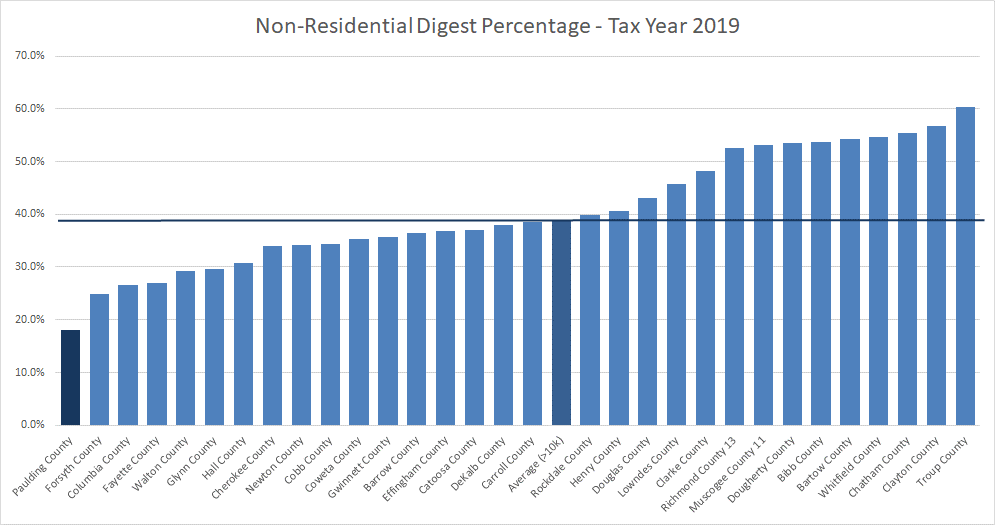 Non-Residential Digest Percentage - Tax Year 2019
70.0%
60.0%
50.0%
40.0%
30.0%
20.0%
10.0%
0.0%
Paulding County
Forsyth County
Columbia County
Fayette County
Walton County
Glynn County
Hall County
Cherokee County
Newton County
Cobb County
Coweta County
Gwinnett County
Barrow County
Effingham County
Catoosa County
DeKalb County
Carroll County
Average (>10k)
Rockdale County
Henry County
Douglas County
Lowndes County
Clarke County
Richmond County 13
Muscogee County 11
Dougherty County
Bibb County
Bartow County
Whitfield County
Chatham County
Clayton County
Troup County